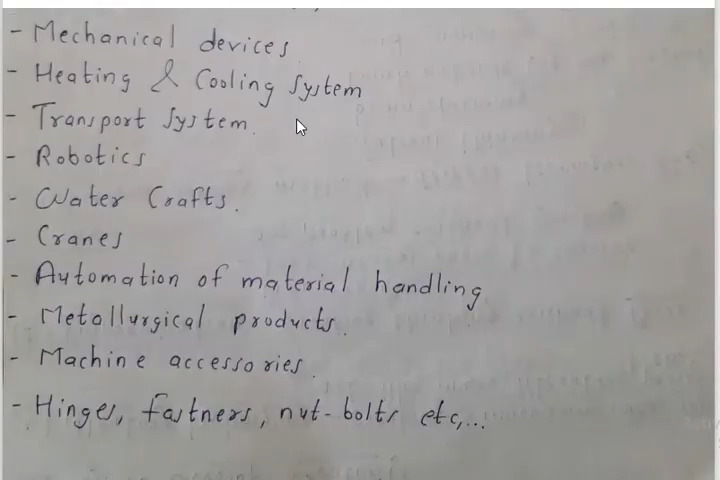 - Mechanical devices
- Heating & Cooling System
- Transport System.
- Robotics
- Water Crafts.
- Cranes
- Automation of material handling
- Metallurgical products.
- Machine accessories.
- Hinges, fastners, nut-bolts etc,...